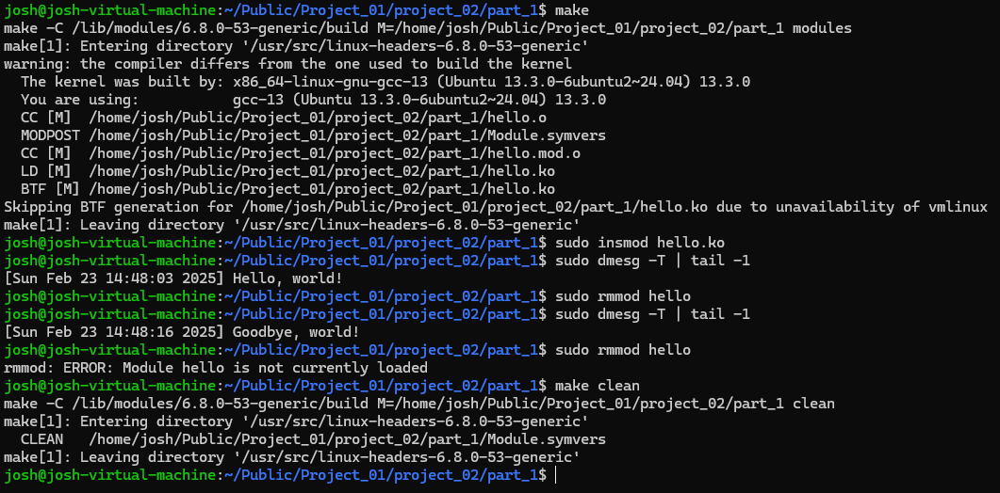 josh@josh-virtual-machine:~/Public/Project_01/project_02/part_1$ make
make -C /lib/modules/6.8.0-53-generic/build M=/home/josh/Public/Project_01/project_02/part_1 modules
make[1]: Entering directory '/usr/src/linux-headers-6.8.0-53-generic'
warning: the compiler differs from the one used to build the kernel
  The kernel was built by: x86_64-linux-gnu-gcc-13 (Ubuntu 13.3.0-6ubuntu2~24.04) 13.3.0
  You are using:           gcc-13 (Ubuntu 13.3.0-6ubuntu2~24.04) 13.3.0
  CC [M]  /home/josh/Public/Project_01/project_02/part_1/hello.o
  MODPOST /home/josh/Public/Project_01/project_02/part_1/Module.symvers
  CC [M]  /home/josh/Public/Project_01/project_02/part_1/hello.mod.o
  LD [M]  /home/josh/Public/Project_01/project_02/part_1/hello.ko
  BTF [M] /home/josh/Public/Project_01/project_02/part_1/hello.ko
Skipping BTF generation for /home/josh/Public/Project_01/project_02/part_1/hello.ko due to unavailability of vmlinux
make[1]: Leaving directory '/usr/src/linux-headers-6.8.0-53-generic'
josh@josh-virtual-machine:~/Public/Project_01/project_02/part_1$ sudo insmod hello.ko
josh@josh-virtual-machine:~/Public/Project_01/project_02/part_1$ sudo dmesg -T | tail -1
[Sun Feb 23 14:48:03 2025] Hello, world!
josh@josh-virtual-machine:~/Public/Project_01/project_02/part_1$ sudo rmmod hello
josh@josh-virtual-machine:~/Public/Project_01/project_02/part_1$ sudo dmesg -T | tail -1
[Sun Feb 23 14:48:16 2025] Goodbye, world!
josh@josh-virtual-machine:~/Public/Project_01/project_02/part_1$ sudo rmmod hello
rmmod: ERROR: Module hello is not currently loaded
josh@josh-virtual-machine:~/Public/Project_01/project_02/part_1$ make clean
make -C /lib/modules/6.8.0-53-generic/build M=/home/josh/Public/Project_01/project_02/part_1 clean
make[1]: Entering directory '/usr/src/linux-headers-6.8.0-53-generic'
  CLEAN   /home/josh/Public/Project_01/project_02/part_1/Module.symvers
make[1]: Leaving directory '/usr/src/linux-headers-6.8.0-53-generic'
josh@josh-virtual-machine:~/Public/Project_01/project_02/part_1$